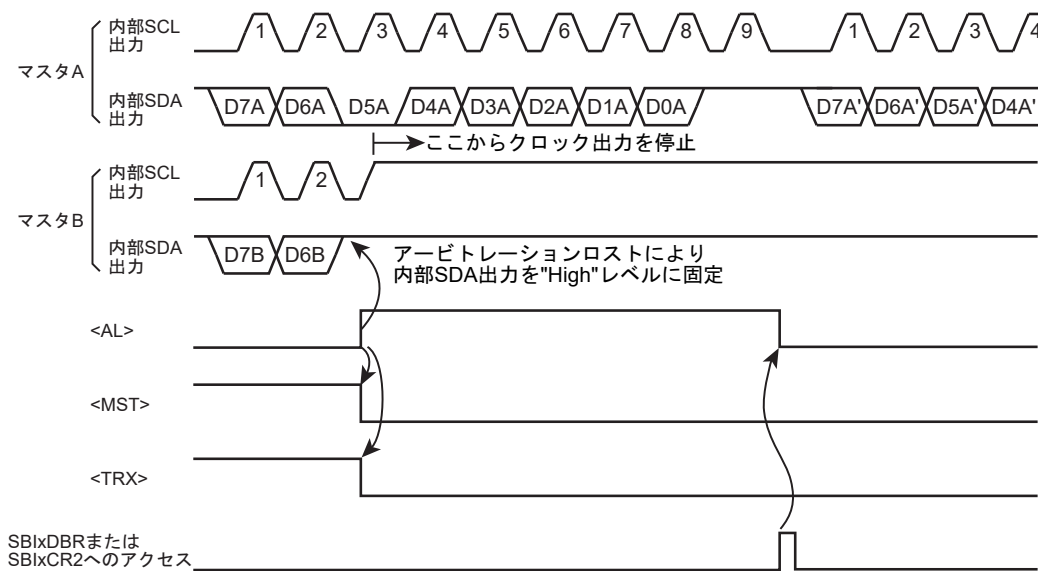 マスタA
内部SCL
出力
1 2 3 4 5 6 7 8 9 1 2 3 4
内部SDA
出力
D7A D6A D5A D4A D3A D2A D1A D0A D7A' D6A' D5A' D4A'
ここからクロック出力を停止
マスタB
内部SCL
出力
1 2
内部SDA
出力
D7B D6B
アービトレーションロストにより
内部SDA出力を"High"レベルに固定
<AL>
<MST>
<TRX>
SBIxDBRまたは
SBIxCR2へのアクセス